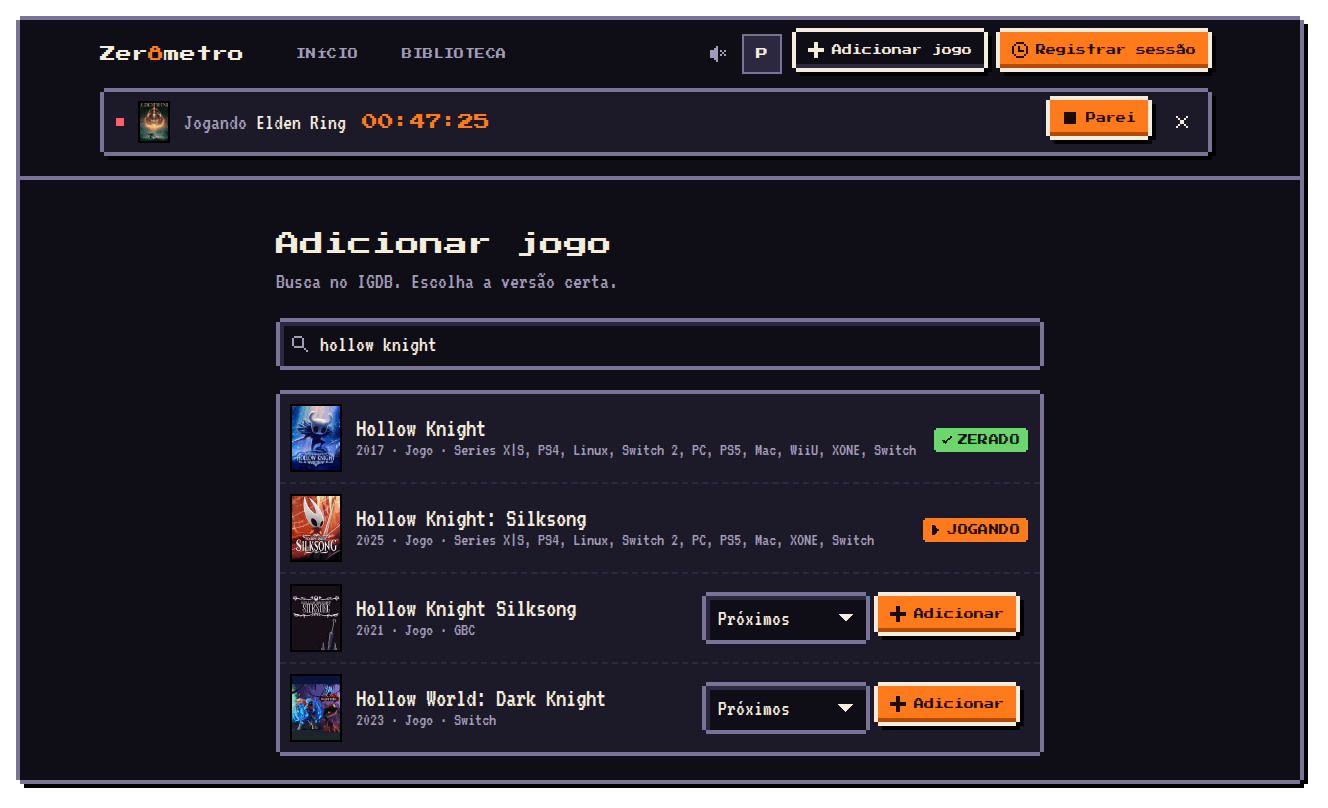 Zerômetro
INíCIO
BIBLIOTECA
P
Adicionar jogo
Registrar sessão
Jogando Elden Ring 00:47:25
Parei
Adicionar jogo
Busca no IGDB. Escolha a versão certa.
hollow knight
Hollow Knight
2017 · Jogo · Series X|S, PS4, Linux, Switch 2, PC, PS5, Mac, WiiU, XONE, Switch
ZERADO
Hollow Knight: Silksong
2025 · Jogo · Series X|S, PS4, Linux, Switch 2, PC, PS5, Mac, XONE, Switch
JOGANDO
SILKSONG
Hollow Knight Silksong
2021 · Jogo · GBC
Próximos
Adicionar
Hollow World: Dark Knight
2023 · Jogo · Switch
Próximos
Adicionar